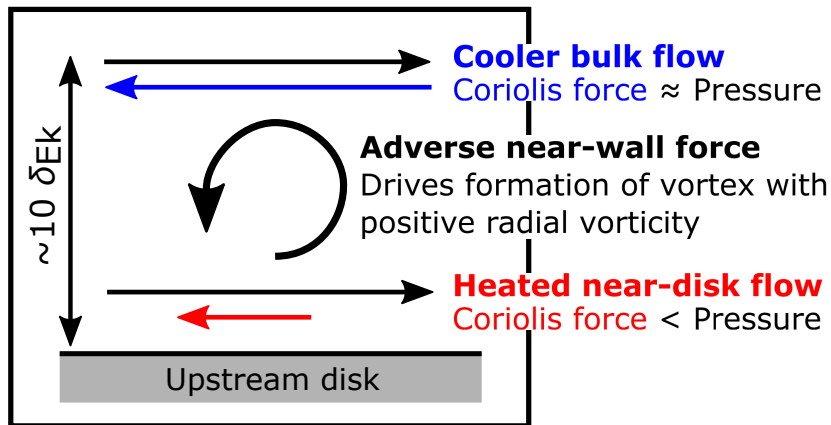 Cooler bulk flow
Coriolis force ≈ Pressure
~10 δEk
Adverse near-wall force
Drives formation of vortex with
positive radial vorticity
Heated near-disk flow
Coriolis force < Pressure
Upstream disk